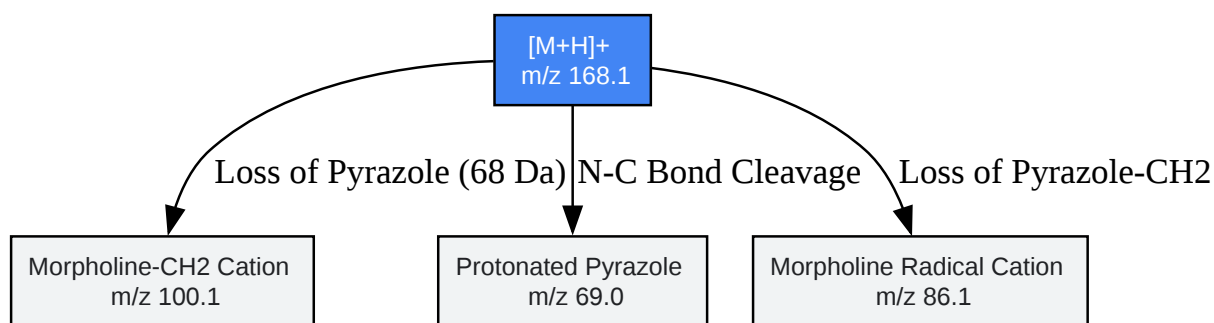 [M+H]+
m/z 168.1
Loss of Pyrazole (68 Da)
N-C Bond Cleavage
Loss of Pyrazole-CH2
Morpholine-CH2 Cation
m/z 100.1
Protonated Pyrazole
m/z 69.0
Morpholine Radical Cation
m/z 86.1